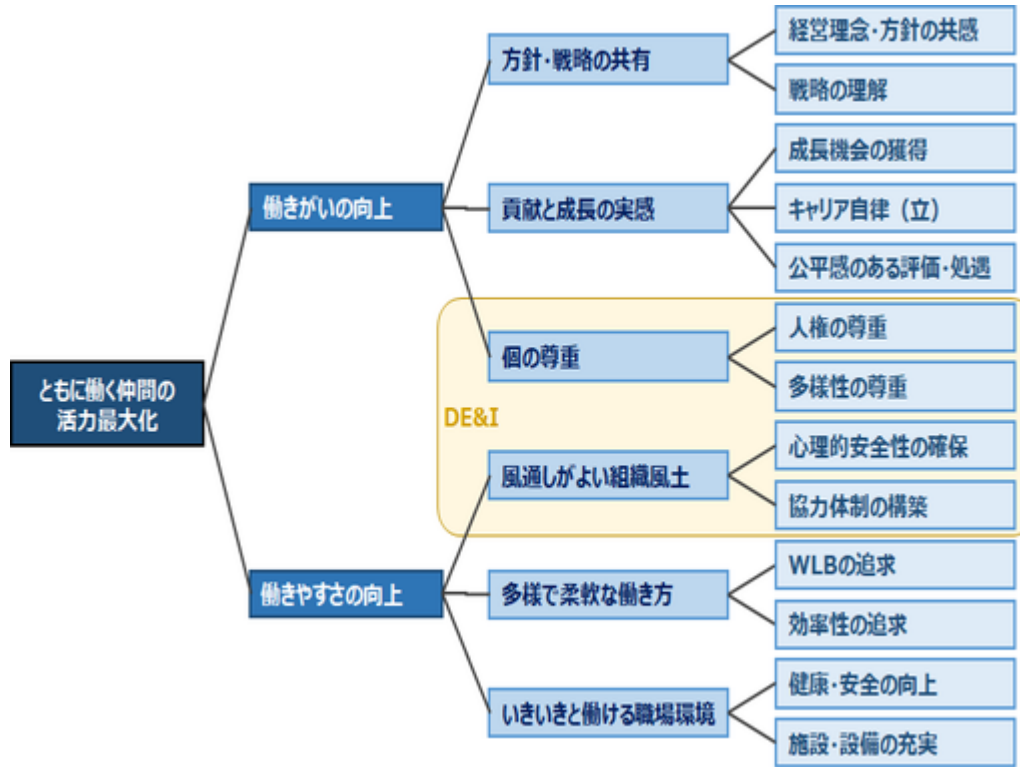 ともに働く仲間の
活力最大化
働きがいの向上
方針・戦略の共有
経営理念・方針の共感
戦略の理解
貢献と成長の実感
成長機会の獲得
キャリア自律（立）
公平感のある評価・処遇
個の尊重
人権の尊重
多様性の尊重
DE&I
働きやすさの向上
風通しがよい組織風土
心理的安全性の確保
協力体制の構築
多様で柔軟な働き方
WLBの追求
効率性の追求
いきいきと働ける職場環境
健康・安全の向上
施設・設備の充実